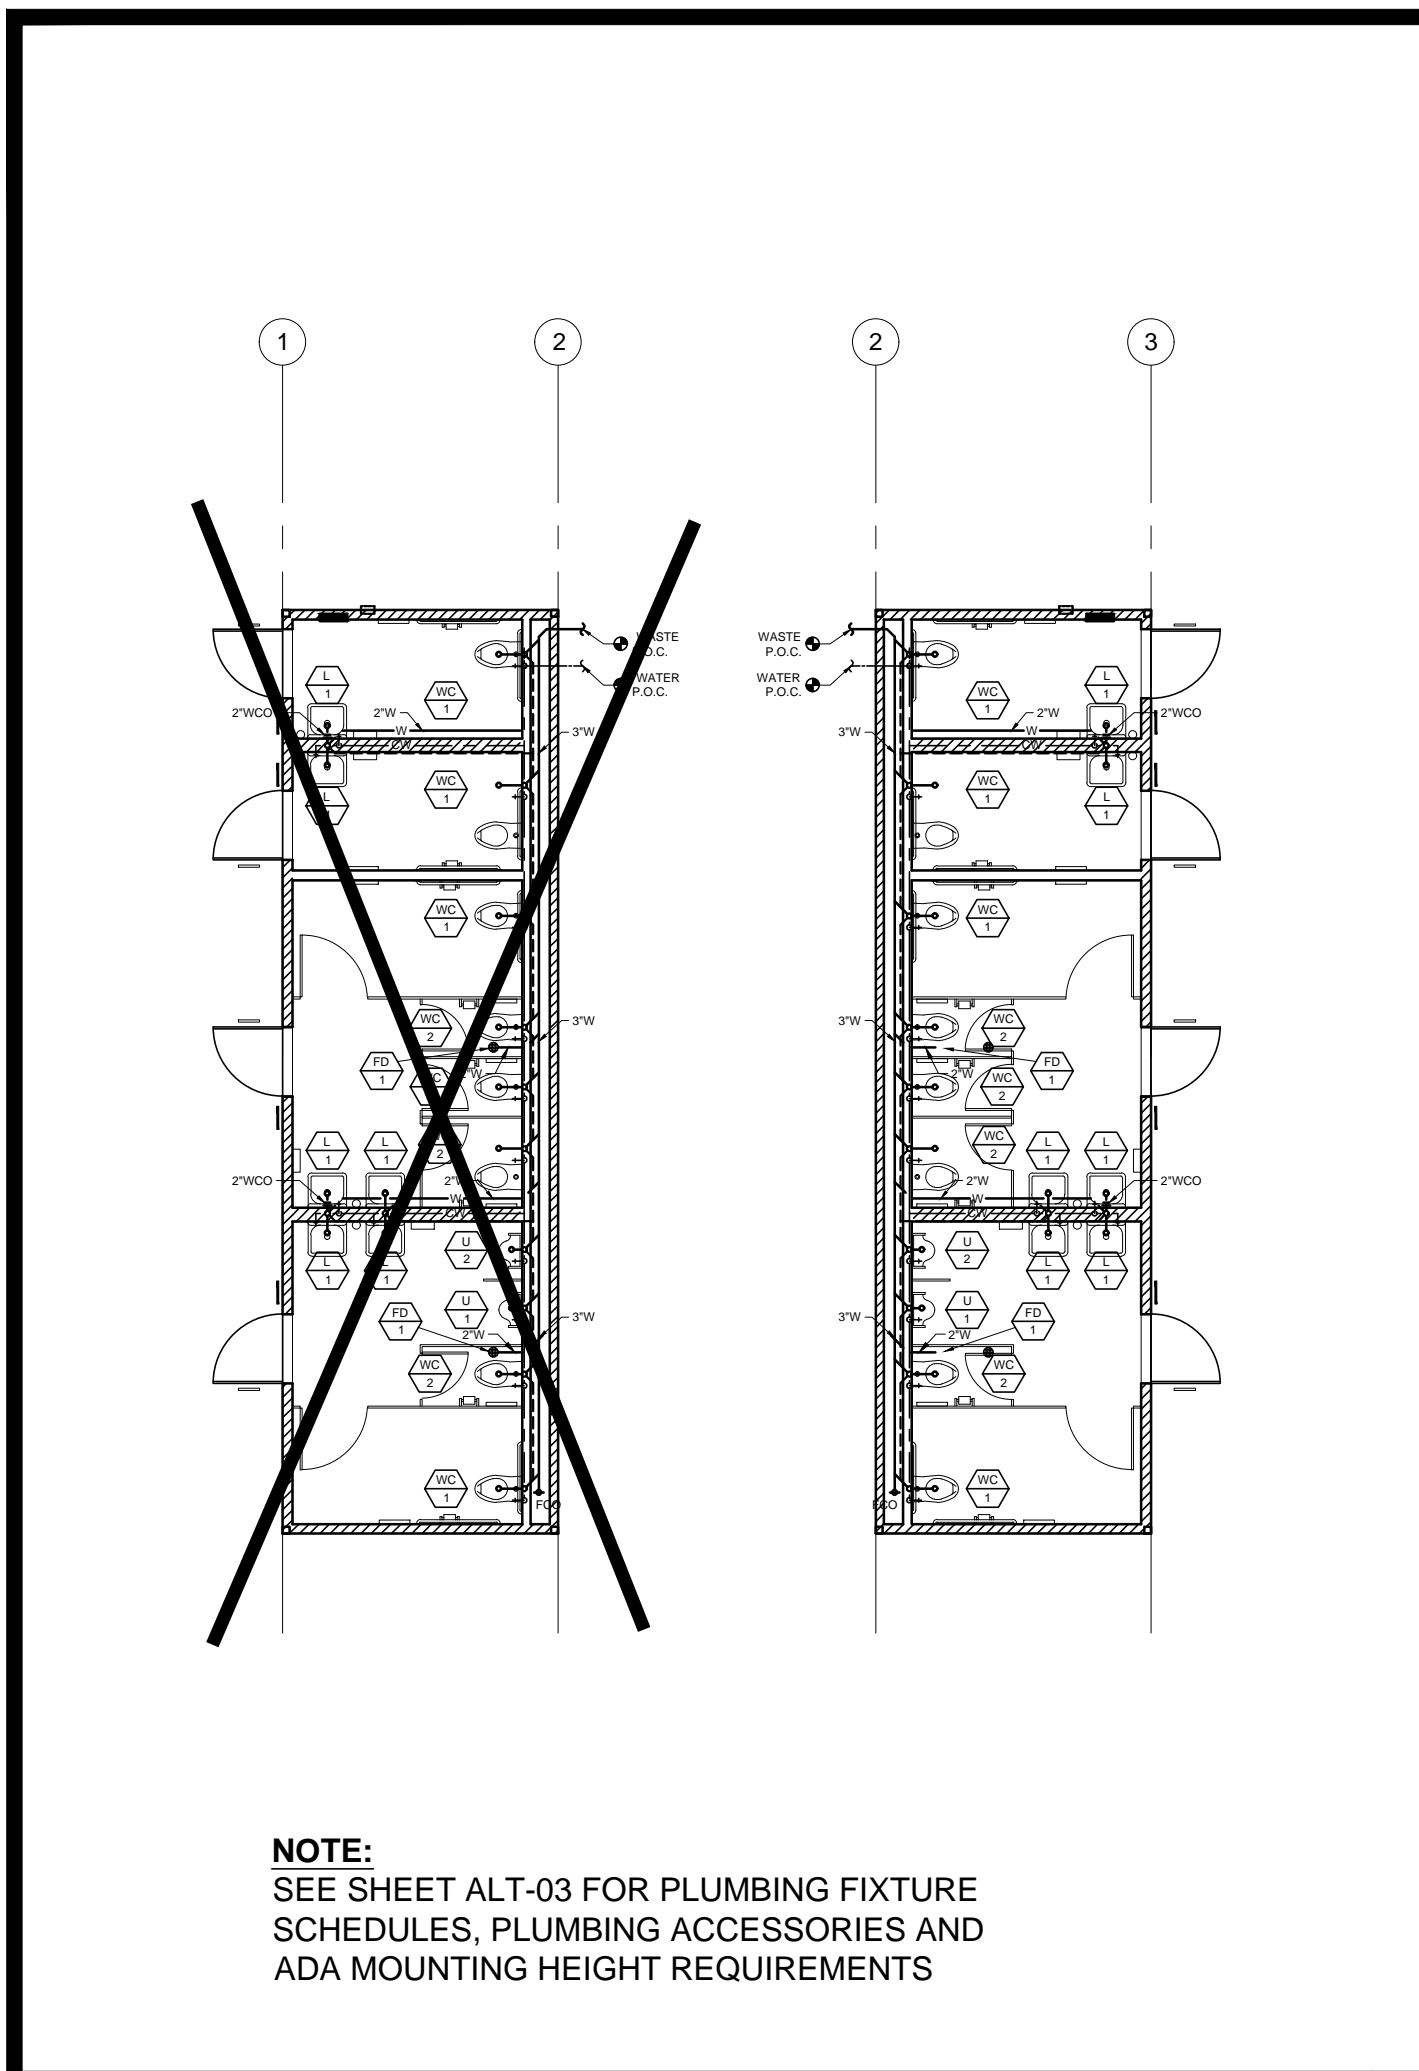 1
2
2
3
WASTE
P.O.C.
WATER
P.O.C.
L
1
WC
1
2"WCO
2"W
W
CW
3"W
WC
1
L
WC
1
WC
2
3"W
FD
1
2"W
2
2
L
1
L
1
2"WCO
2"W
W
CW
L
1
L
1
U
2
U
1
FD
1
2"W
3"W
WC
2
WC
1
FCO
WASTE
P.O.C.
WATER
P.O.C.
WC
1
L
1
2"W
2"WCO
W
CW
3"W
WC
1
L
1
WC
1
WC
2
3"W
FD
1
2"W
WC
2
WC
2
L
1
L
1
2"W
2"WCO
W
CW
U
2
L
1
L
1
U
1
FD
1
3"W
2"W
WC
2
WC
1
FCO
NOTE:
SEE SHEET ALT-03 FOR PLUMBING FIXTURE
SCHEDULES, PLUMBING ACCESSORIES AND
ADA MOUNTING HEIGHT REQUIREMENTS